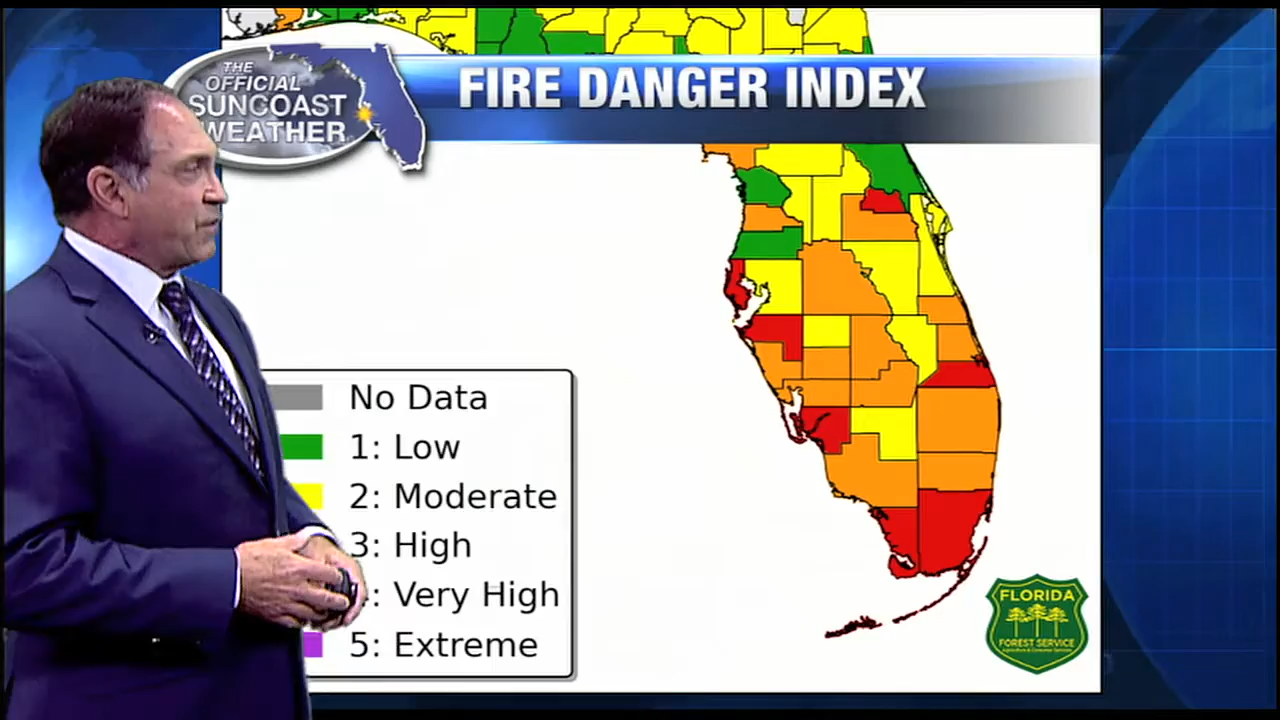 THE
OFFICIAL
SUNCOAST
WEATHER
FIRE DANGER INDEX
No Data
1: Low
2: Moderate
3: High
: Very High
5: Extreme
FLORIDA
FOREST SERVICE